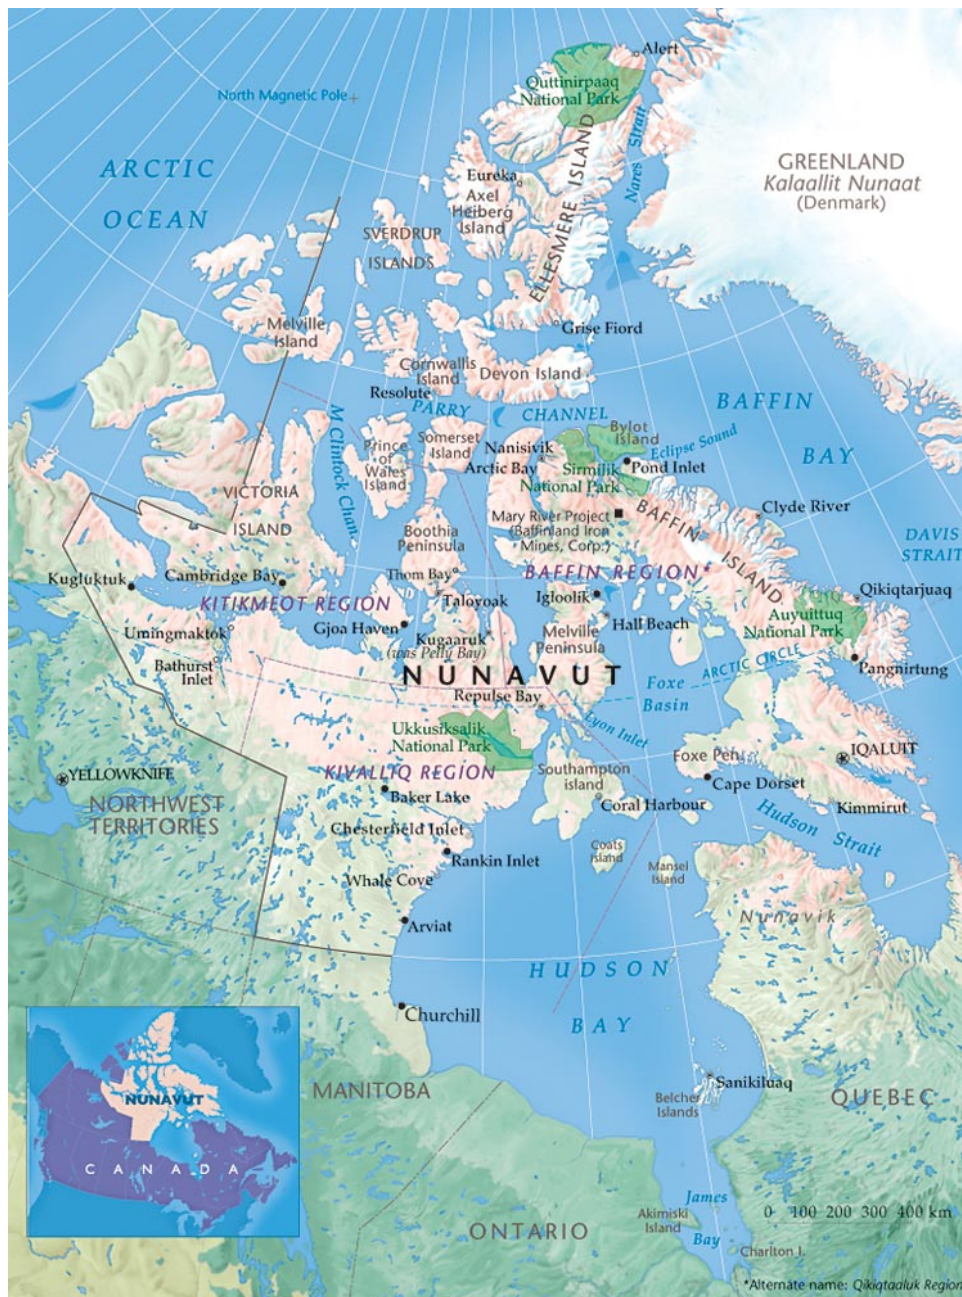 Alert
Quttinirpaaq
National Park
North Magnetic Pole
Nares Strait
ARCTIC
OCEAN
GREENLAND
Kalaallit Nunaat
(Denmark)
Eureka
Axel
Heiberg
Island
ELLESMERE ISLAND
SVERDRUP
ISLANDS
Grise Fiord
Melville
Island
Cornwallis
Island
Devon Island
Resolute
PARRY
CHANNEL
BAFFIN
BAY
M'Clintock Chan.
Prince
of
Wales
Island
Somerset
Island
Nanisivik
Arctic Bay
Bylot
Island
Eclipse Sound
Pond Inlet
Sirmilik
National Park
VICTORIA
ISLAND
Mary River Project
(Baffinland Iron
Mines, Corp.)
BAFFIN ISLAND
Clyde River
DAVIS
STRAIT
Boothia
Peninsula
Thom Bay
BAFFIN REGION*
Kugluktuk
Cambridge Bay
KITIKMEOT REGION
Taloyoak
Igloolik
Qikiqtarjuaq
Auyuittuq
National Park
Umingmaktok
Gjoa Haven
Kugaaruk
(was Pelly Bay)
Melville
Peninsula
Hall Beach
Bathurst
Inlet
NUNAVUT
ARCTIC CIRCLE
Pangnirtung
Repulse Bay
Foxe
Basin
Lyon Inlet
Ukkusiksalik
National Park
Foxe Pen.
IQALUIT
YELLOWKNIFE
KIVALLIQ REGION
Southampton
island
Cape Dorset
NORTHWEST
TERRITORIES
Baker Lake
Coral Harbour
Kimmirut
Chesterfield Inlet
Hudson Strait
Rankin Inlet
Coats
Island
Mansel
Island
Whale Cove
Arviat
Nunavik
HUDSON
BAY
Churchill
MANITOBA
Sanikiluaq
Belcher
Islands
QUEBEC
NUNAVUT
CANADA
James
Bay
Akimiski
Island
ONTARIO
0 100 200 300 400 km
Charlton I.
*Alternate name: Qikiqtaaluk Region